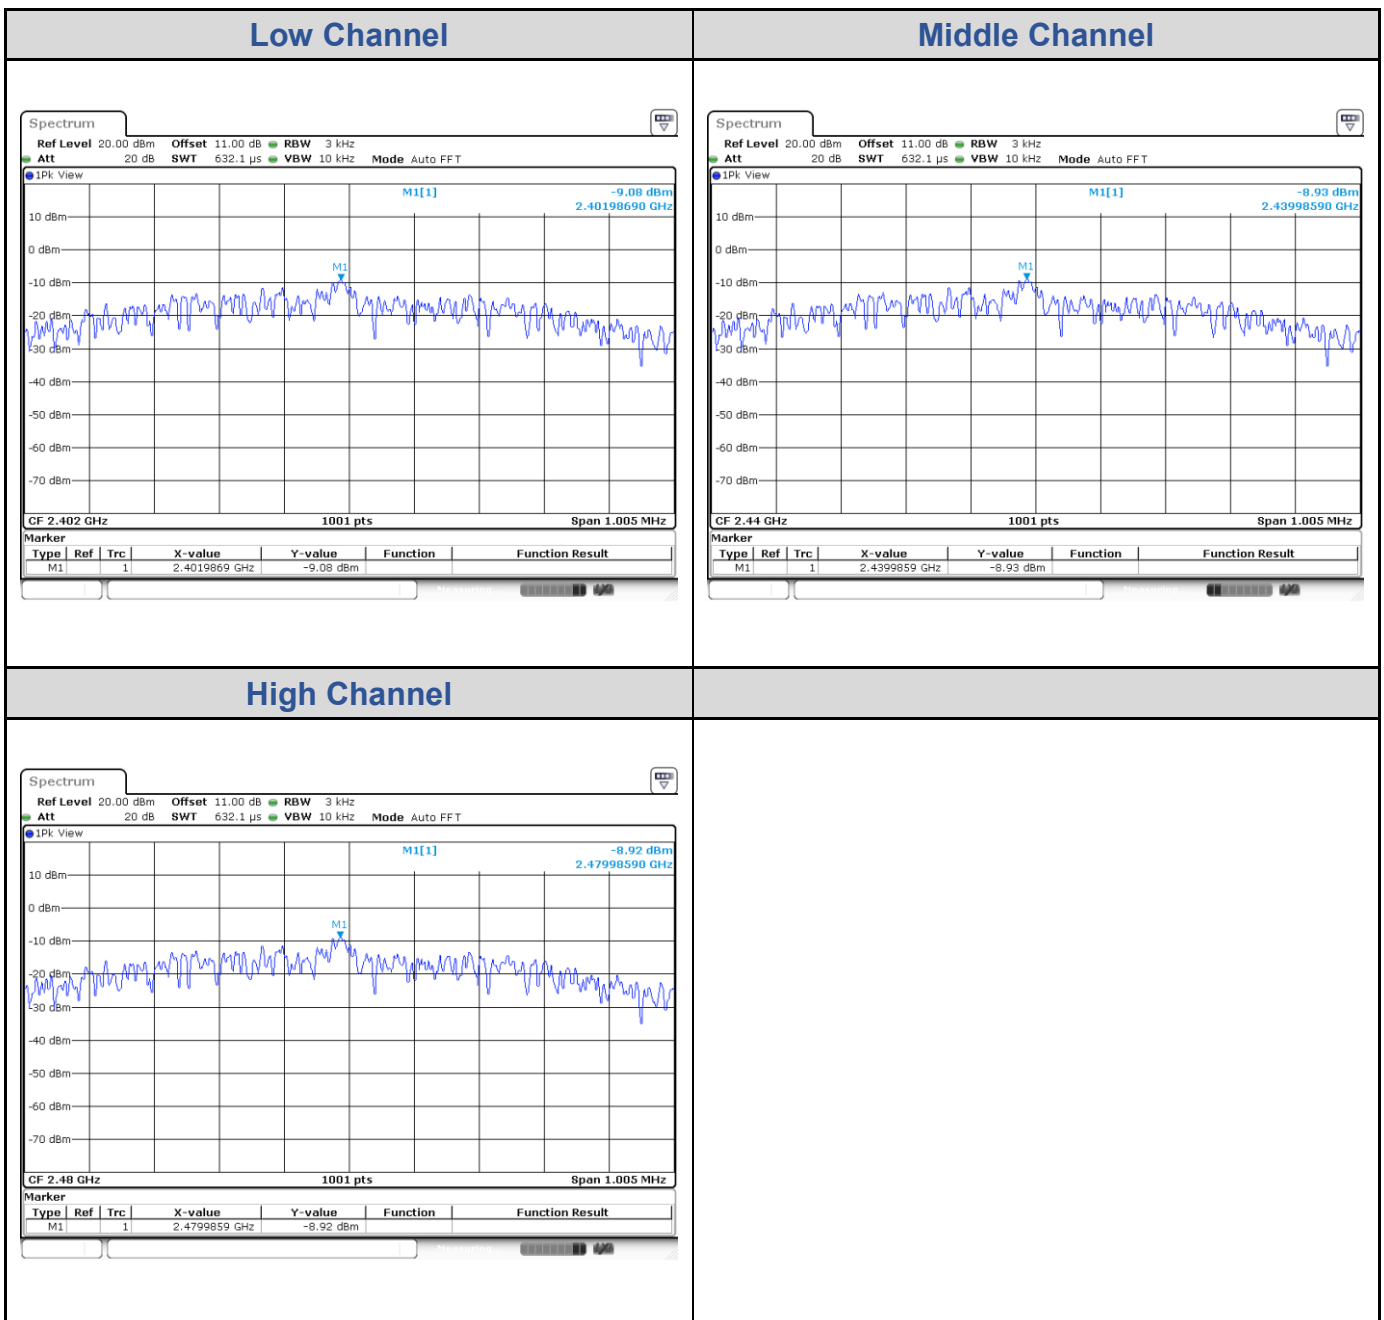 Low Channel
Middle Channel
Spectrum
Ref Level 20.00 dBm Offset 11.00 dB RBW 3 kHz
Att 20 dB SWT 632.1 µs VBW 10 kHz Mode Auto FFT
1Pk View
M1[1] -9.08 dBm
2.40198690 GHz
10 dBm
0 dBm
M1
-10 dBm
-20 dBm
-30 dBm
-40 dBm
-50 dBm
-60 dBm
-70 dBm
CF 2.402 GHz 1001 pts Span 1.005 MHz
Marker
Type Ref Trc X-value Y-value Function Function Result
M1 1 2.4019869 GHz -9.08 dBm
Spectrum
Ref Level 20.00 dBm Offset 11.00 dB RBW 3 kHz
Att 20 dB SWT 632.1 µs VBW 10 kHz Mode Auto FFT
1Pk View
M1[1] -8.93 dBm
2.43998590 GHz
10 dBm
0 dBm
M1
-10 dBm
-20 dBm
-30 dBm
-40 dBm
-50 dBm
-60 dBm
-70 dBm
CF 2.44 GHz 1001 pts Span 1.005 MHz
Marker
Type Ref Trc X-value Y-value Function Function Result
M1 1 2.4399859 GHz -8.93 dBm
High Channel
Spectrum
Ref Level 20.00 dBm Offset 11.00 dB RBW 3 kHz
Att 20 dB SWT 632.1 µs VBW 10 kHz Mode Auto FFT
1Pk View
M1[1] -8.92 dBm
2.47998590 GHz
10 dBm
0 dBm
M1
-10 dBm
-20 dBm
-30 dBm
-40 dBm
-50 dBm
-60 dBm
-70 dBm
CF 2.48 GHz 1001 pts Span 1.005 MHz
Marker
Type Ref Trc X-value Y-value Function Function Result
M1 1 2.4799859 GHz -8.92 dBm